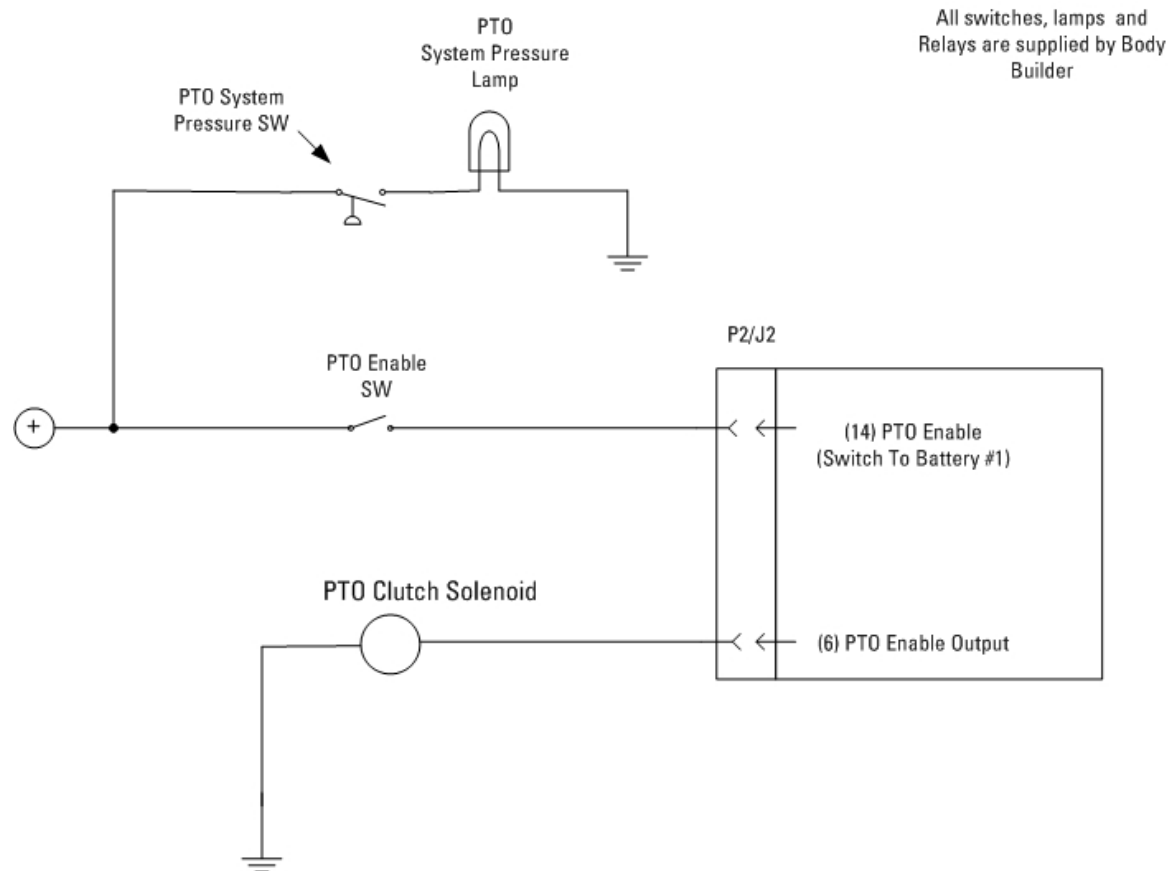 All switches, lamps and
Relays are supplied by Body
Builder
PTO
System Pressure
Lamp
PTO System
Pressure SW
P2/J2
PTO Enable
SW
+
(14) PTO Enable
(Switch To Battery #1)
PTO Clutch Solenoid
(6) PTO Enable Output